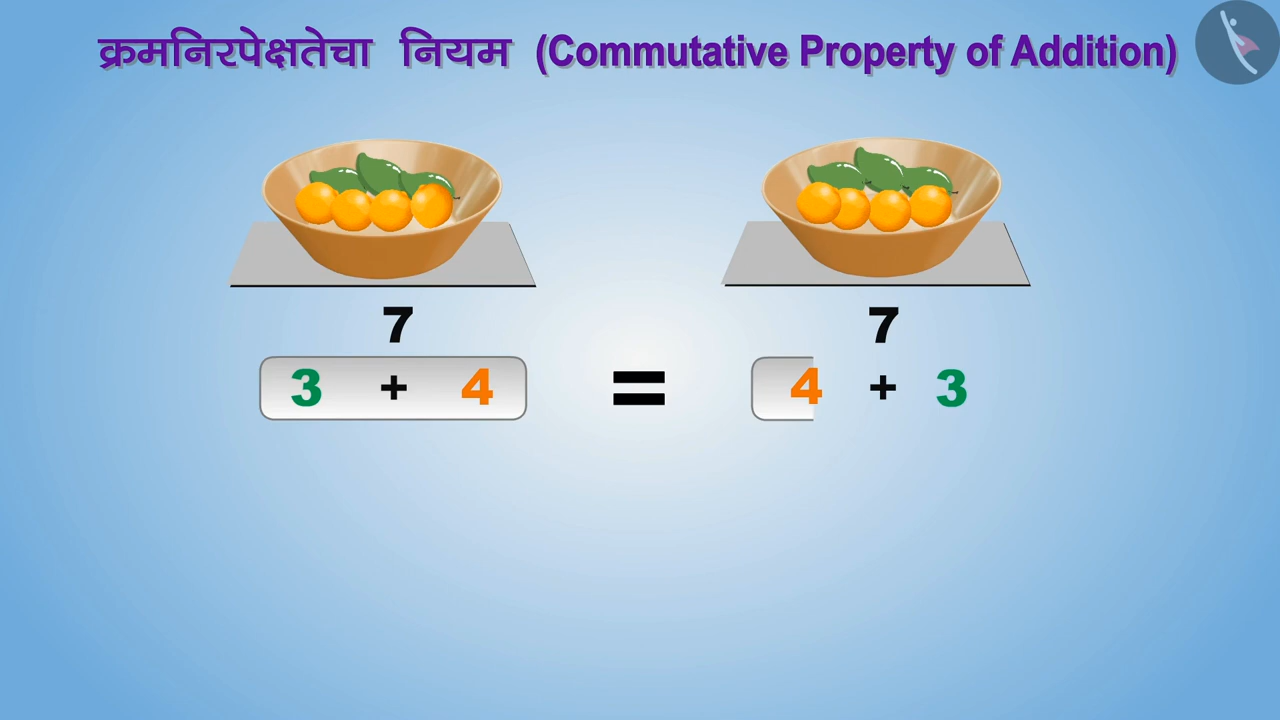 क्रमनिरपेक्षतेचा नियम (Commutative Property of Addition)
7 7
3 + 4 = 4 + 3